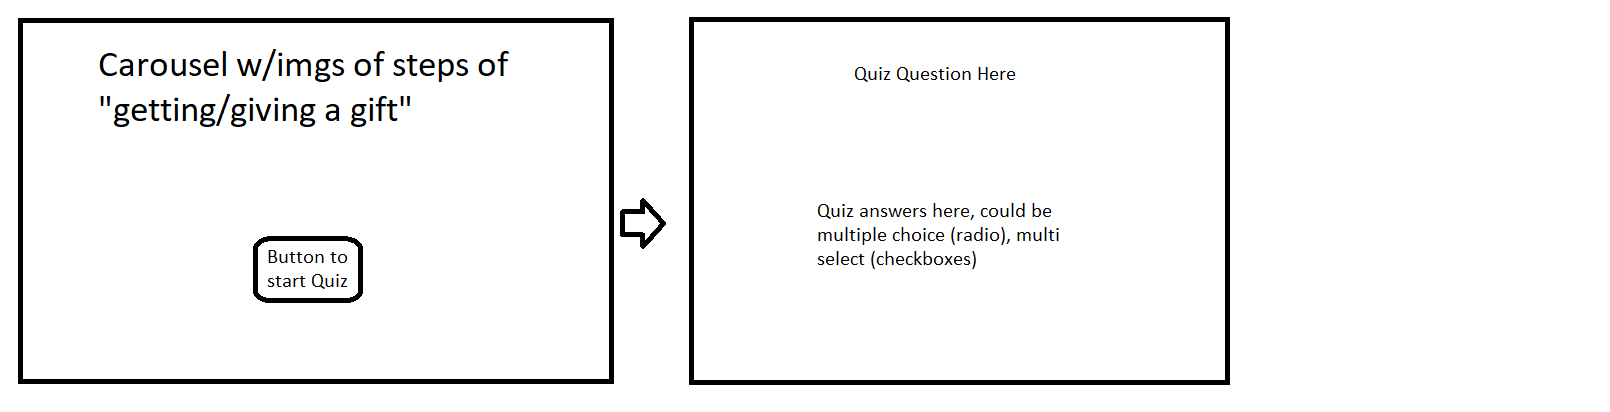 Carousel w/imgs of steps of
"getting/giving a gift"
Button to
start Quiz
Quiz Question Here
Quiz answers here, could be
multiple choice (radio), multi
select (checkboxes)